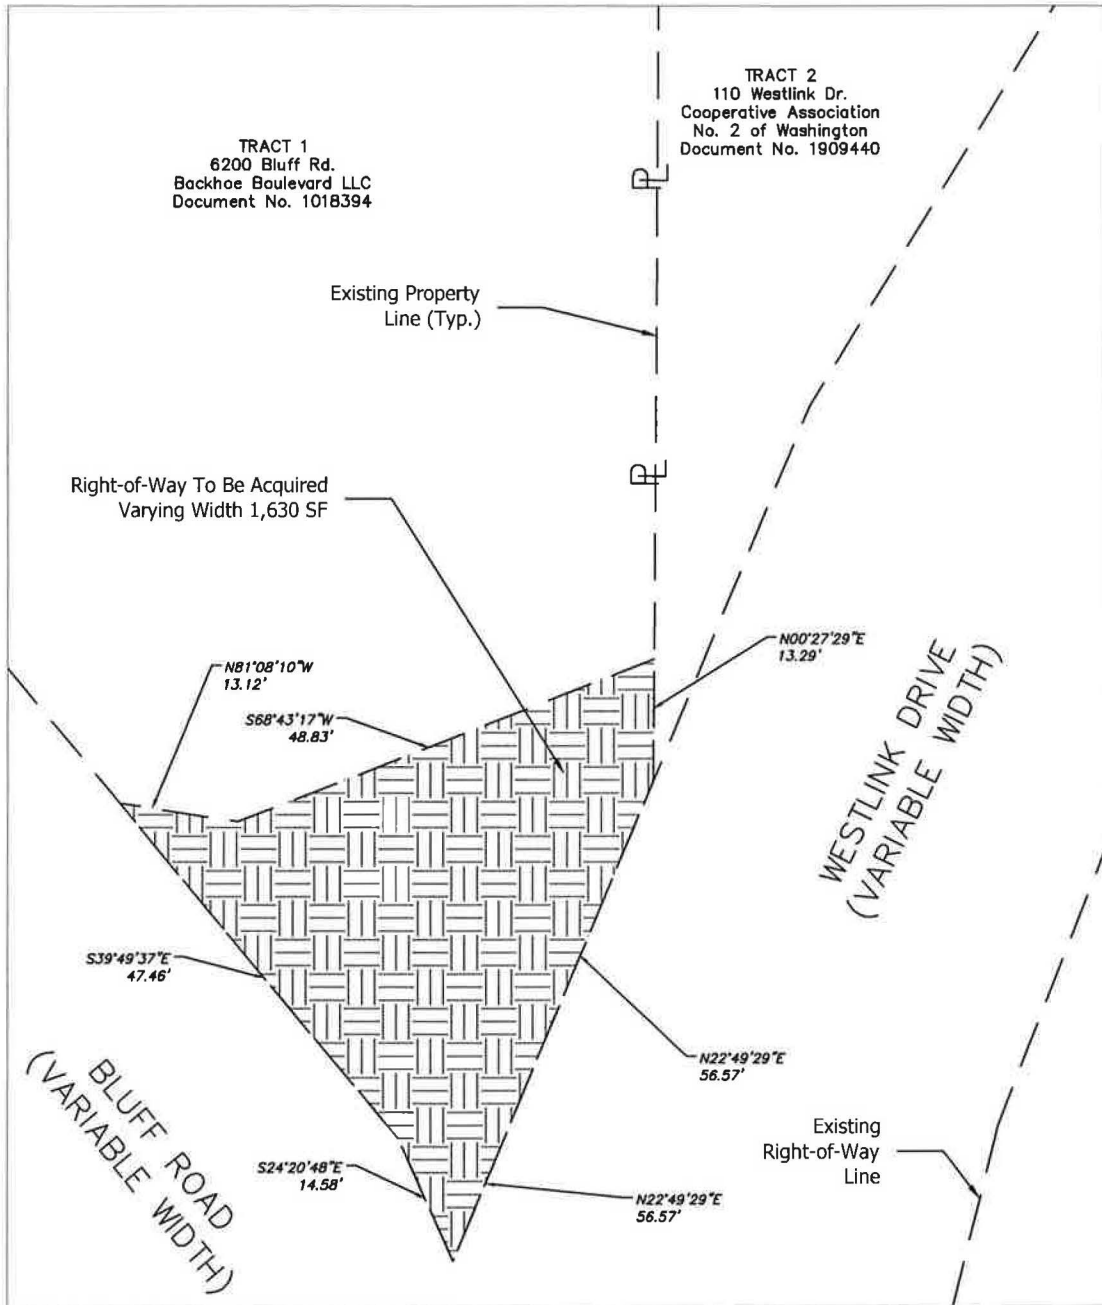 TRACT 1
6200 Bluff Rd.
Backhoe Boulevard LLC
Document No. 1018394
TRACT 2
110 Westlink Dr.
Cooperative Association
No. 2 of Washington
Document No. 1909440
PL
Existing Property
Line (Typ.)
PL
Right-of-Way To Be Acquired
Varying Width 1,630 SF
N00°27'29"E
13.29'
N81°08'10"W
13.12'
S68°43'17"W
48.83'
WESTLINK DRIVE
(VARIABLE WIDTH)
S39°49'37"E
47.46'
N22°49'29"E
56.57'
BLUFF ROAD
(VARIABLE WIDTH)
Existing
Right-of-Way
Line
S24°20'48"E
14.58'
N22°49'29"E
56.57'